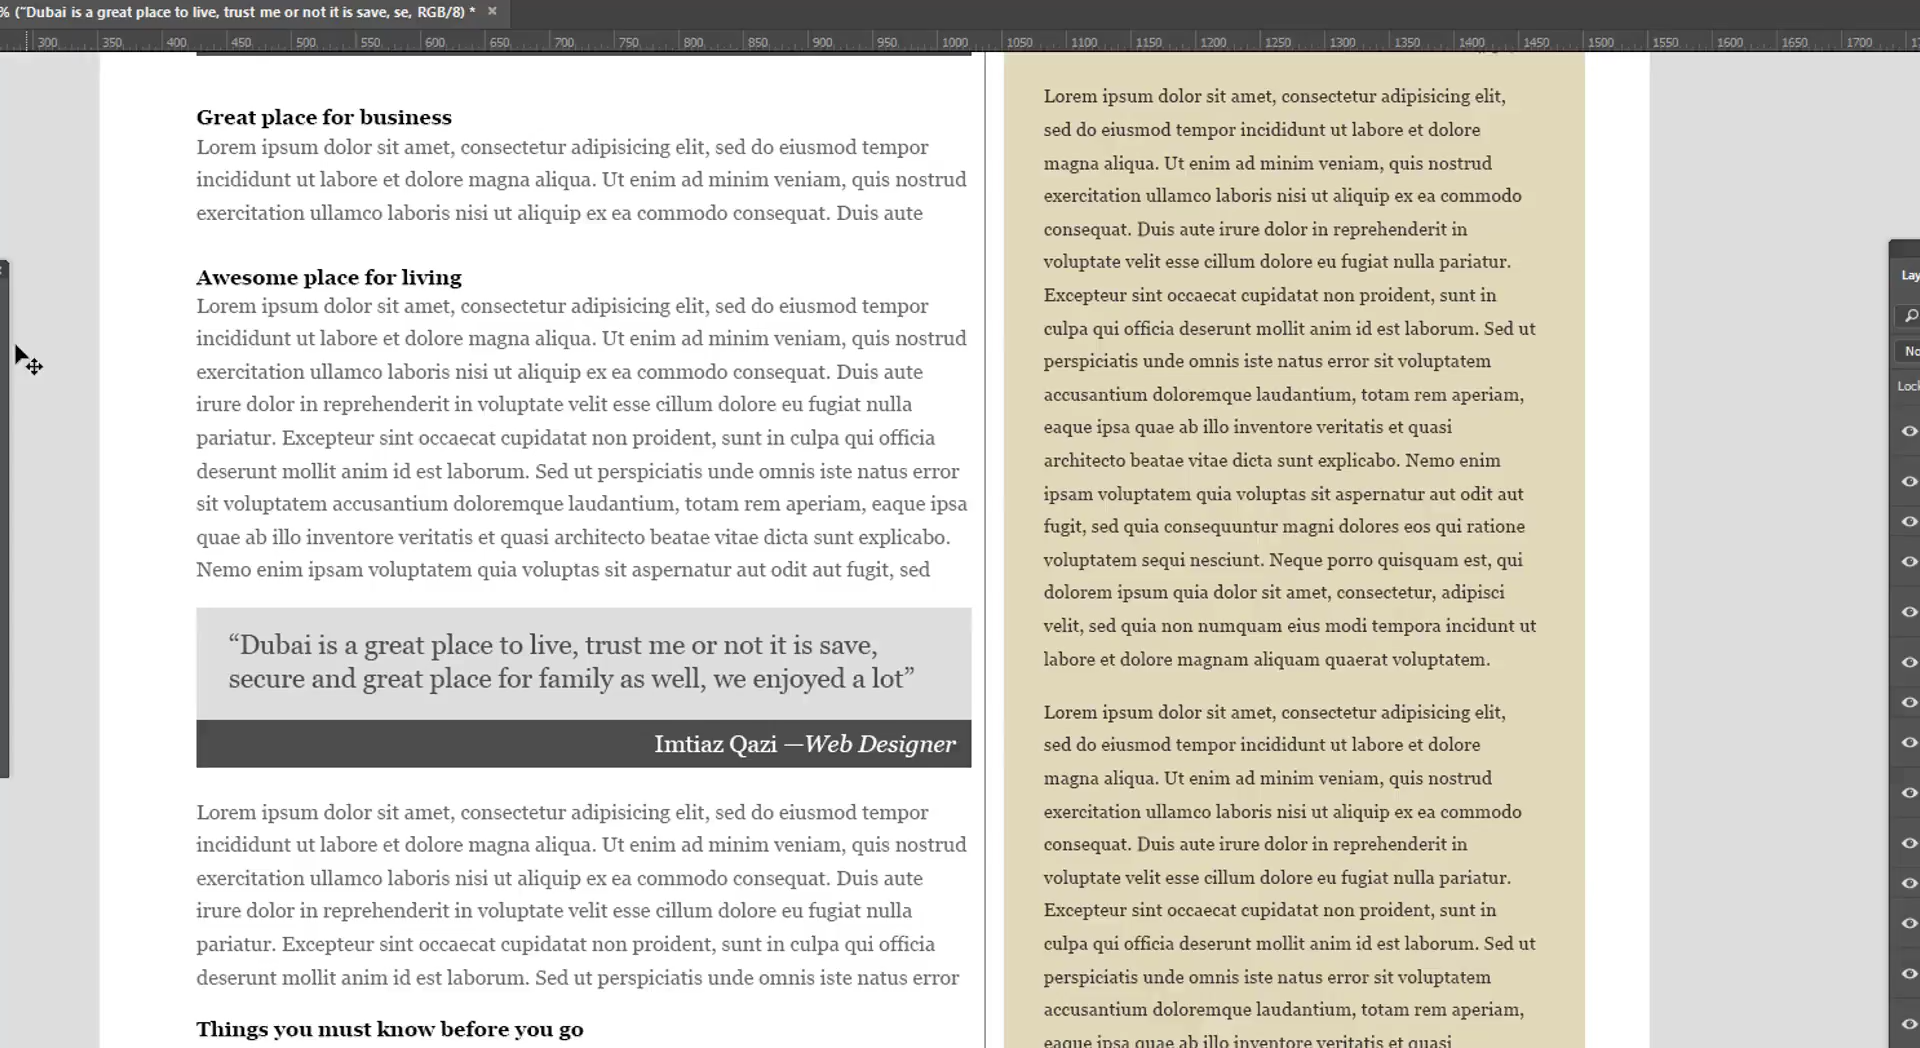 % (“Dubai is a great place to live, trust me or not it is save, se, RGB/8) * ×
300 350 400 450 500 550 600 650 700 750 800 850 900 950 1000 1050 1100 1150 1200 1250 1300 1350 1400 1450 1500 1550 1600 1650 1700
Great place for business
Lorem ipsum dolor sit amet, consectetur adipisicing elit, sed do eiusmod tempor
incididunt ut labore et dolore magna aliqua. Ut enim ad minim veniam, quis nostrud
exercitation ullamco laboris nisi ut aliquip ex ea commodo consequat. Duis aute
Awesome place for living
Lorem ipsum dolor sit amet, consectetur adipisicing elit, sed do eiusmod tempor
incididunt ut labore et dolore magna aliqua. Ut enim ad minim veniam, quis nostrud
exercitation ullamco laboris nisi ut aliquip ex ea commodo consequat. Duis aute
irure dolor in reprehenderit in voluptate velit esse cillum dolore eu fugiat nulla
pariatur. Excepteur sint occaecat cupidatat non proident, sunt in culpa qui officia
deserunt mollit anim id est laborum. Sed ut perspiciatis unde omnis iste natus error
sit voluptatem accusantium doloremque laudantium, totam rem aperiam, eaque ipsa
quae ab illo inventore veritatis et quasi architecto beatae vitae dicta sunt explicabo.
Nemo enim ipsam voluptatem quia voluptas sit aspernatur aut odit aut fugit, sed
“Dubai is a great place to live, trust me or not it is save,
secure and great place for family as well, we enjoyed a lot”
Imtiaz Qazi —Web Designer
Lorem ipsum dolor sit amet, consectetur adipisicing elit, sed do eiusmod tempor
incididunt ut labore et dolore magna aliqua. Ut enim ad minim veniam, quis nostrud
exercitation ullamco laboris nisi ut aliquip ex ea commodo consequat. Duis aute
irure dolor in reprehenderit in voluptate velit esse cillum dolore eu fugiat nulla
pariatur. Excepteur sint occaecat cupidatat non proident, sunt in culpa qui officia
deserunt mollit anim id est laborum. Sed ut perspiciatis unde omnis iste natus error
Things you must know before you go
Lorem ipsum dolor sit amet, consectetur adipisicing elit,
sed do eiusmod tempor incididunt ut labore et dolore
magna aliqua. Ut enim ad minim veniam, quis nostrud
exercitation ullamco laboris nisi ut aliquip ex ea commodo
consequat. Duis aute irure dolor in reprehenderit in
voluptate velit esse cillum dolore eu fugiat nulla pariatur.
Excepteur sint occaecat cupidatat non proident, sunt in
culpa qui officia deserunt mollit anim id est laborum. Sed ut
perspiciatis unde omnis iste natus error sit voluptatem
accusantium doloremque laudantium, totam rem aperiam,
eaque ipsa quae ab illo inventore veritatis et quasi
architecto beatae vitae dicta sunt explicabo. Nemo enim
ipsam voluptatem quia voluptas sit aspernatur aut odit aut
fugit, sed quia consequuntur magni dolores eos qui ratione
voluptatem sequi nesciunt. Neque porro quisquam est, qui
dolorem ipsum quia dolor sit amet, consectetur, adipisci
velit, sed quia non numquam eius modi tempora incidunt ut
labore et dolore magnam aliquam quaerat voluptatem.
Lorem ipsum dolor sit amet, consectetur adipisicing elit,
sed do eiusmod tempor incididunt ut labore et dolore
magna aliqua. Ut enim ad minim veniam, quis nostrud
exercitation ullamco laboris nisi ut aliquip ex ea commodo
consequat. Duis aute irure dolor in reprehenderit in
voluptate velit esse cillum dolore eu fugiat nulla pariatur.
Excepteur sint occaecat cupidatat non proident, sunt in
culpa qui officia deserunt mollit anim id est laborum. Sed ut
perspiciatis unde omnis iste natus error sit voluptatem
accusantium doloremque laudantium, totam rem aperiam,
eaque ipsa quae ab illo inventore veritatis et quasi
Lay
No
Lock